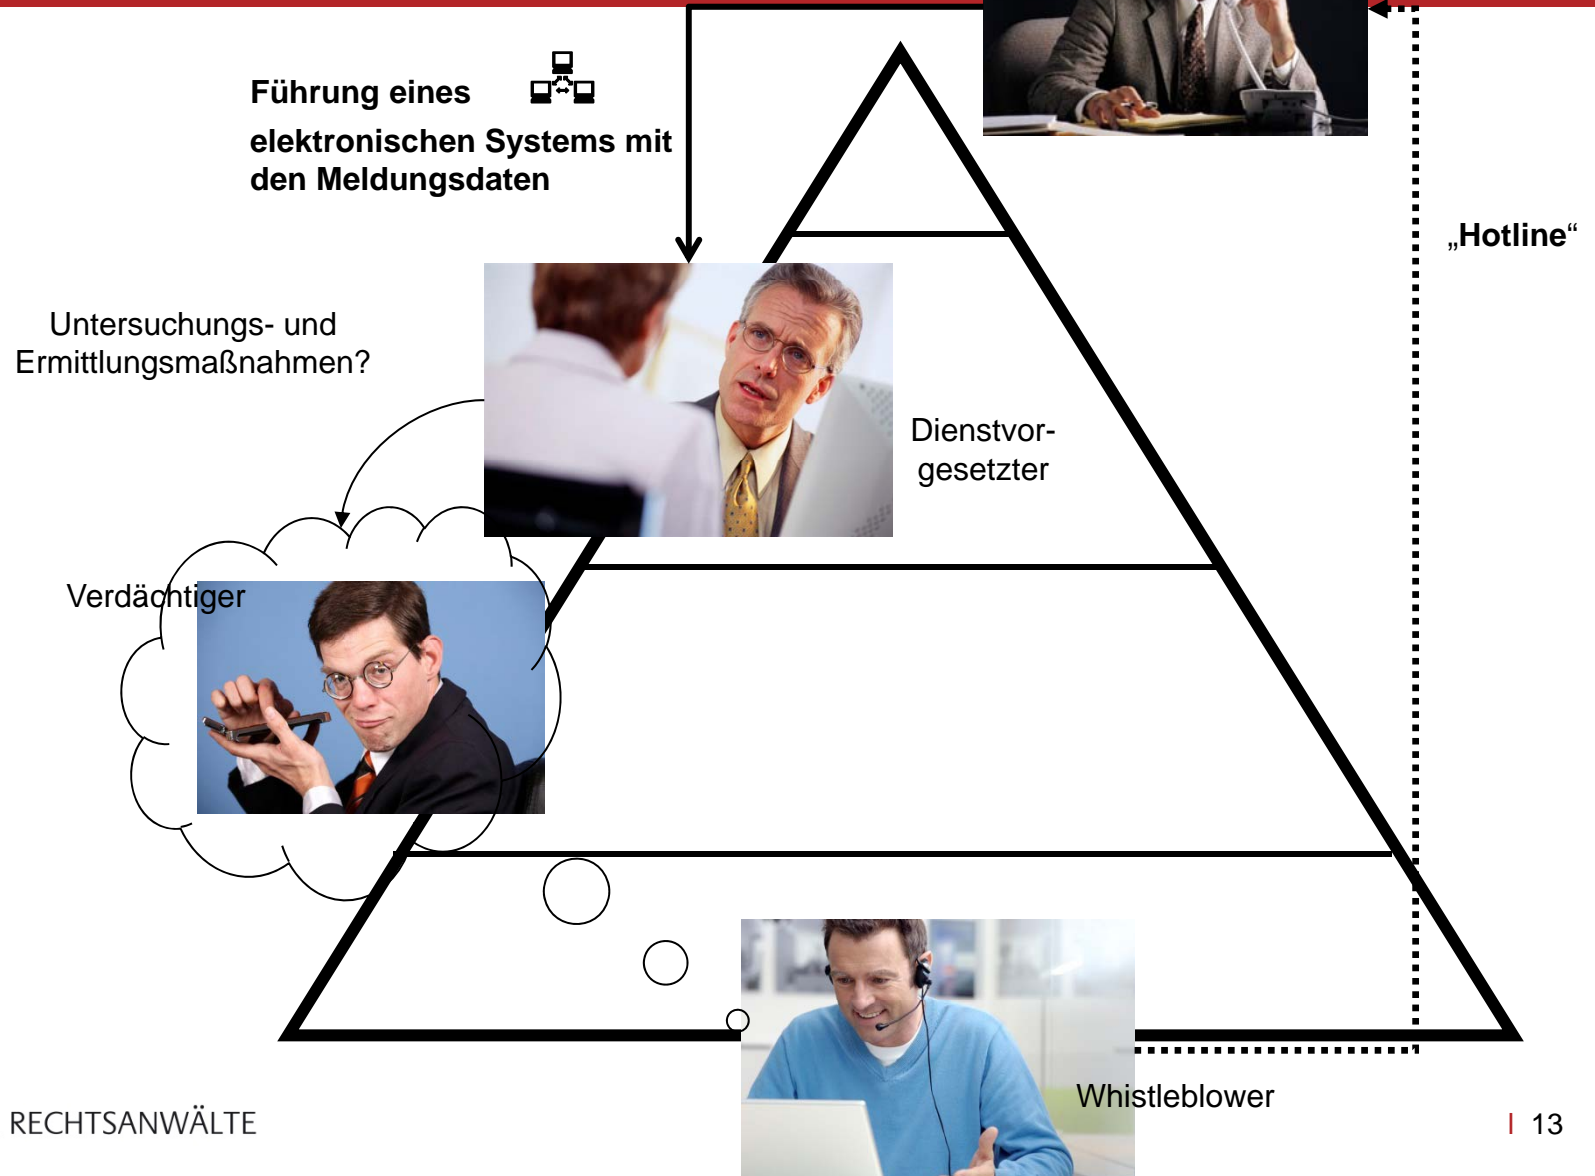 Führung eines
elektronischen Systems mit
den Meldungsdaten
„Hotline“
Untersuchungs- und
Ermittlungsmaßnahmen?
Dienstvor-
gesetzter
Verdächtiger
Whistleblower
RECHTSANWÄLTE
| 13